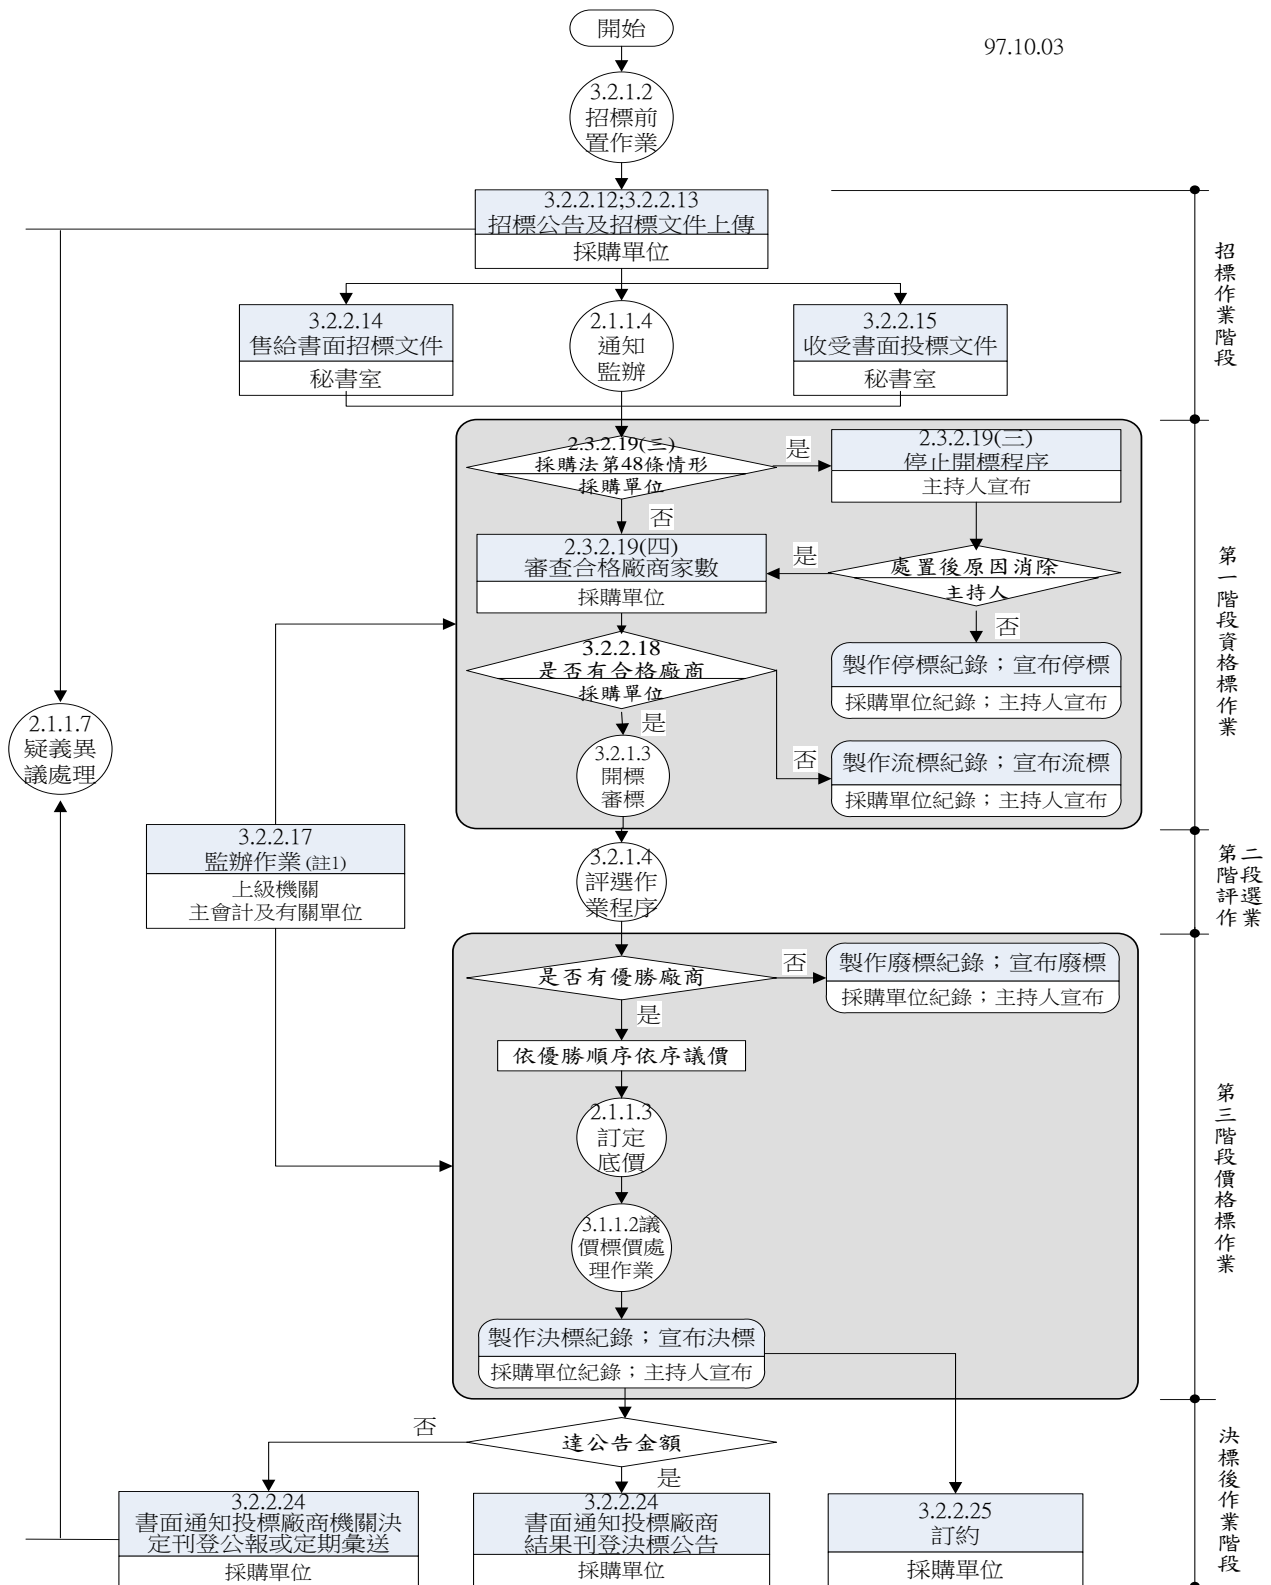 開始
97.10.03
3.2.1.2
招標前
置作業
3.2.2.12;3.2.2.13
招標公告及招標文件上傳
採購單位
招標作業階段
3.2.2.14
售給書面招標文件
秘書室
2.1.1.4
通知
監辦
3.2.2.15
收受書面投標文件
秘書室
2.3.2.19(三)
採購法第48條情形
採購單位
是
2.3.2.19(三)
停止開標程序
主持人宣布
否
2.3.2.19(四)
審查合格廠商家數
採購單位
是
處置後原因消除
主持人
否
第一階段資格標作業
3.2.2.18
是否有合格廠商
採購單位
製作停標紀錄；宣布停標
採購單位紀錄；主持人宣布
是
3.2.1.3
開標
審標
否
製作流標紀錄；宣布流標
採購單位紀錄；主持人宣布
2.1.1.7
疑義異
議處理
3.2.2.17
監辦作業(註1)
上級機關
主會計及有關單位
3.2.1.4
評選作
業程序
第二
階段
評選
作業
是否有優勝廠商
否
製作廢標紀錄；宣布廢標
採購單位紀錄；主持人宣布
是
依優勝順序依序議價
2.1.1.3
訂定
底價
第三階段價格標作業
3.1.1.2議
價標價處
理作業
製作決標紀錄；宣布決標
採購單位紀錄；主持人宣布
達公告金額
否
是
決標後作業階段
3.2.2.24
書面通知投標廠商機關決
定刊登公報或定期彙送
採購單位
3.2.2.24
書面通知投標廠商
結果刊登決標公告
採購單位
3.2.2.25
訂約
採購單位